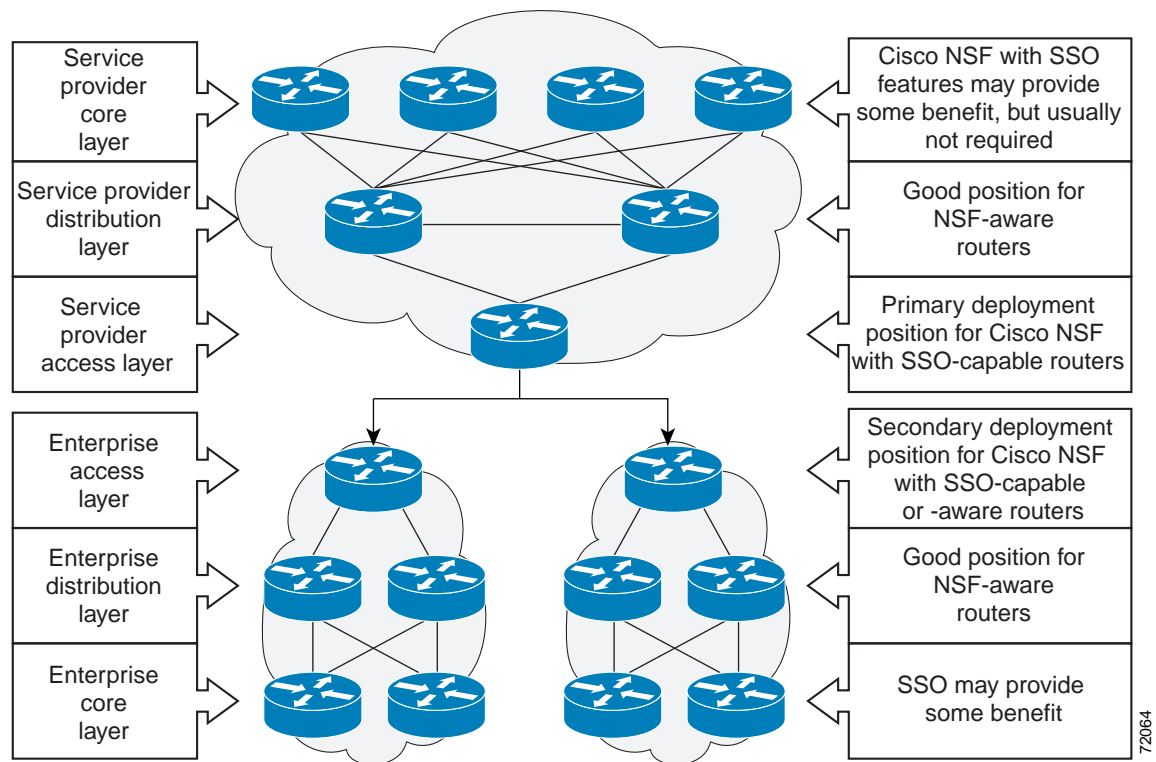 Service
provider
core
layer
Cisco NSF with SSO
features may provide
some benefit, but usually
not required
Service provider
distribution
layer
Good position for
NSF-aware
routers
Service
provider
access layer
Primary deployment
position for Cisco NSF
with SSO-capable routers
Enterprise
access
layer
Secondary deployment
position for Cisco NSF
with SSO-capable
or -aware routers
Enterprise
distribution
layer
Good position for
NSF-aware
routers
Enterprise
core
layer
SSO may provide
some benefit
72064